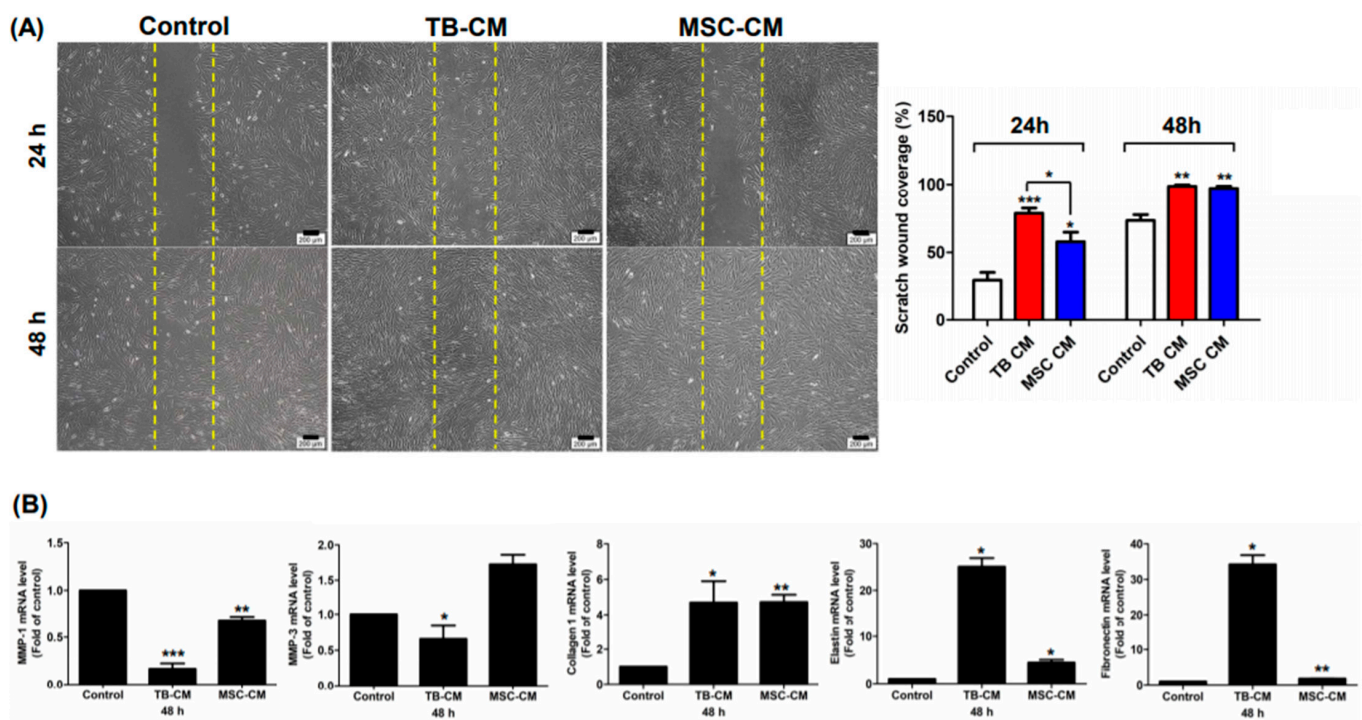 (A)
Control
TB-CM
MSC-CM
24 h
200 µm
200 µm
200 µm
48 h
200 µm
200 µm
200 µm
Scratch wound coverage (%)
150
100
50
0
24h
48h
***
*
*
**
**
Control
TB CM
MSC CM
Control
TB CM
MSC CM
(B)
MMP-1 mRNA level
(Fold of control)
1.5
1.0
0.5
0.0
***
**
Control
TB-CM
MSC-CM
48 h
MMP-3 mRNA level
(Fold of control)
2.0
1.5
1.0
0.5
0.0
*
Control
TB-CM
MSC-CM
48 h
Collagen 1 mRNA level
(Fold of control)
8
6
4
2
0
*
**
Control
TB-CM
MSC-CM
48 h
Elastin mRNA level
(Fold of control)
30
20
10
0
*
*
Control
TB-CM
MSC-CM
48 h
Fibronectin mRNA level
(Fold of control)
40
30
20
10
0
*
**
Control
TB-CM
MSC-CM
48 h